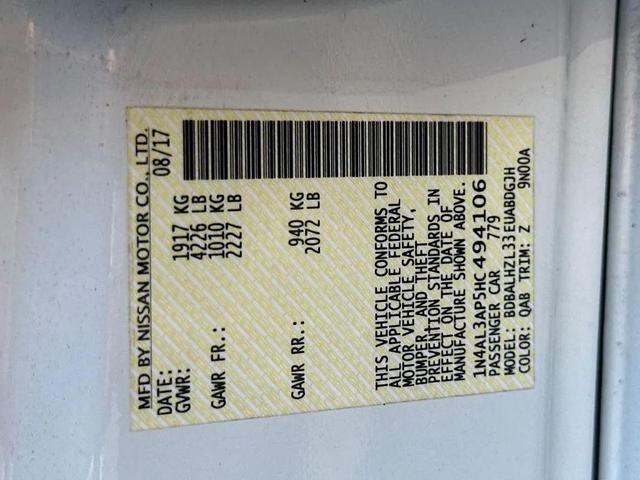 MFD BY NISSAN MOTOR CO., LTD.
DATE: 08/17
GVWR: 1917 KG
4226 LB
GAWR FR.: 1010 KG
2227 LB
GAWR RR.: 940 KG
2072 LB
THIS VEHICLE CONFORMS TO
ALL APPLICABLE FEDERAL
MOTOR VEHICLE SAFETY,
BUMPER, AND THEFT
PREVENTION STANDARDS IN
EFFECT ON THE DATE OF
MANUFACTURE SHOWN ABOVE.
1N4AL3AP5HC494106
PASSENGER CAR 779
MODEL: BDBALHZL33EUABDGJH
COLOR: QAB TRIM: Z 9N00A